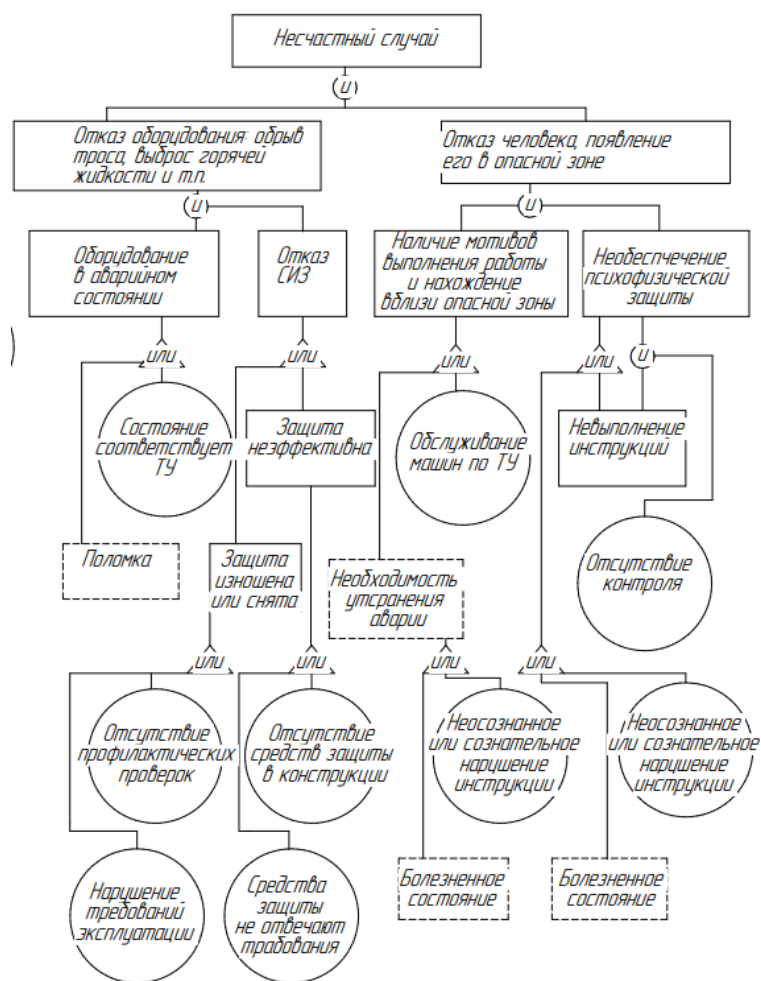 Несчастный случай
и
Отказ оборудования: обрыв
троса, выброс горячей
жидкости и т.п.
Отказ человека, появление
его в опасной зоне
и
и
Оборудование
в аварийном
состоянии
Отказ
СИЗ
Наличие мотивов
выполнения работы
и нахождение
вблизи опасной зоны
Необеспчечение
психофизической
защиты
или
или
или
или
и
Состояние
соответствует
ТУ
Защита
неэффективна
Обслуживание
машин по ТУ
Невыполнение
инструкций
Поломка
Защита
изношена
или снята
Необходимость
утсранения
аварии
Отсутствие
контроля
или
или
или
или
Отсутствие
профилактических
проверок
Отсутствие
средств защиты
в конструкции
Неосознанное
или сознательное
нарушение
инструкции
Неосознанное
или сознательное
нарушение
инструкции
Нарушение
требований
эксплуатации
Средства
защиты
не отвечают
трабования
Болезненное
состояние
Болезненное
состояние